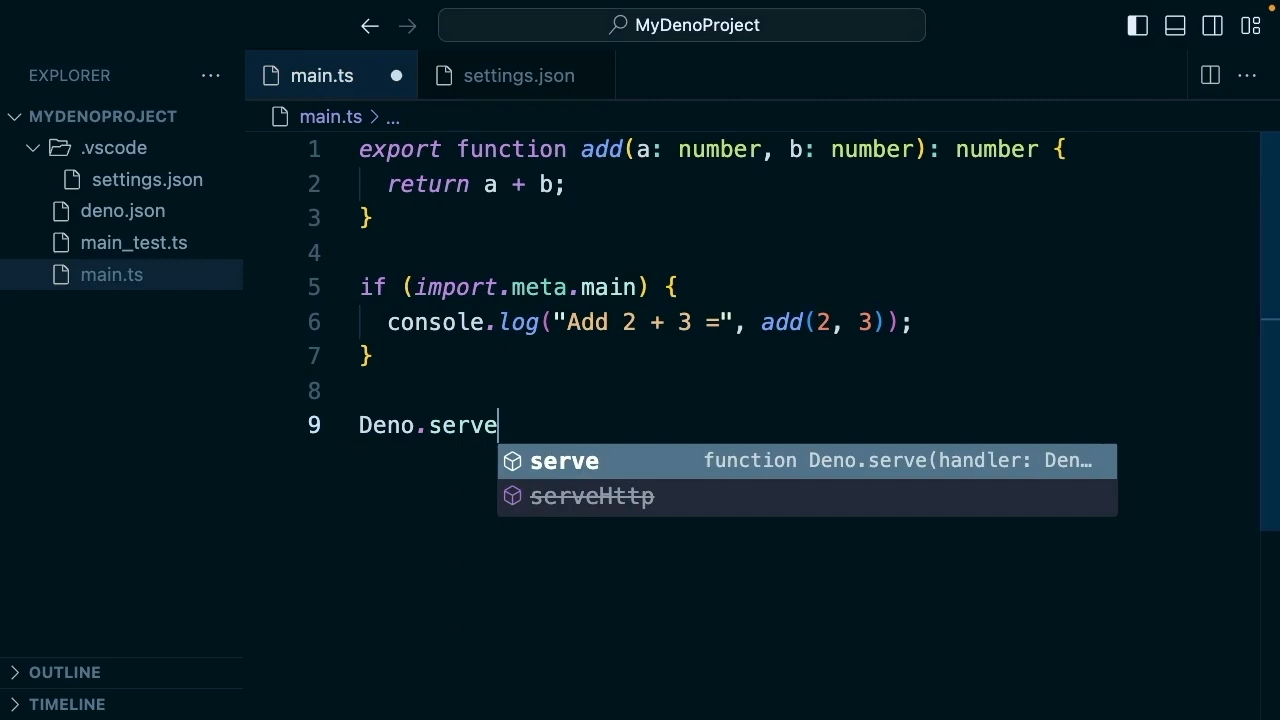 MyDenoProject
EXPLORER
MYDENOPROJECT
.vscode
settings.json
deno.json
main_test.ts
main.ts
OUTLINE
TIMELINE
main.ts
settings.json
main.ts > ...
1 export function add(a: number, b: number): number {
2 return a + b;
3 }
4
5 if (import.meta.main) {
6 console.log("Add 2 + 3 =", add(2, 3));
7 }
8
9 Deno.serve
serve function Deno.serve(handler: Den…
serveHttp